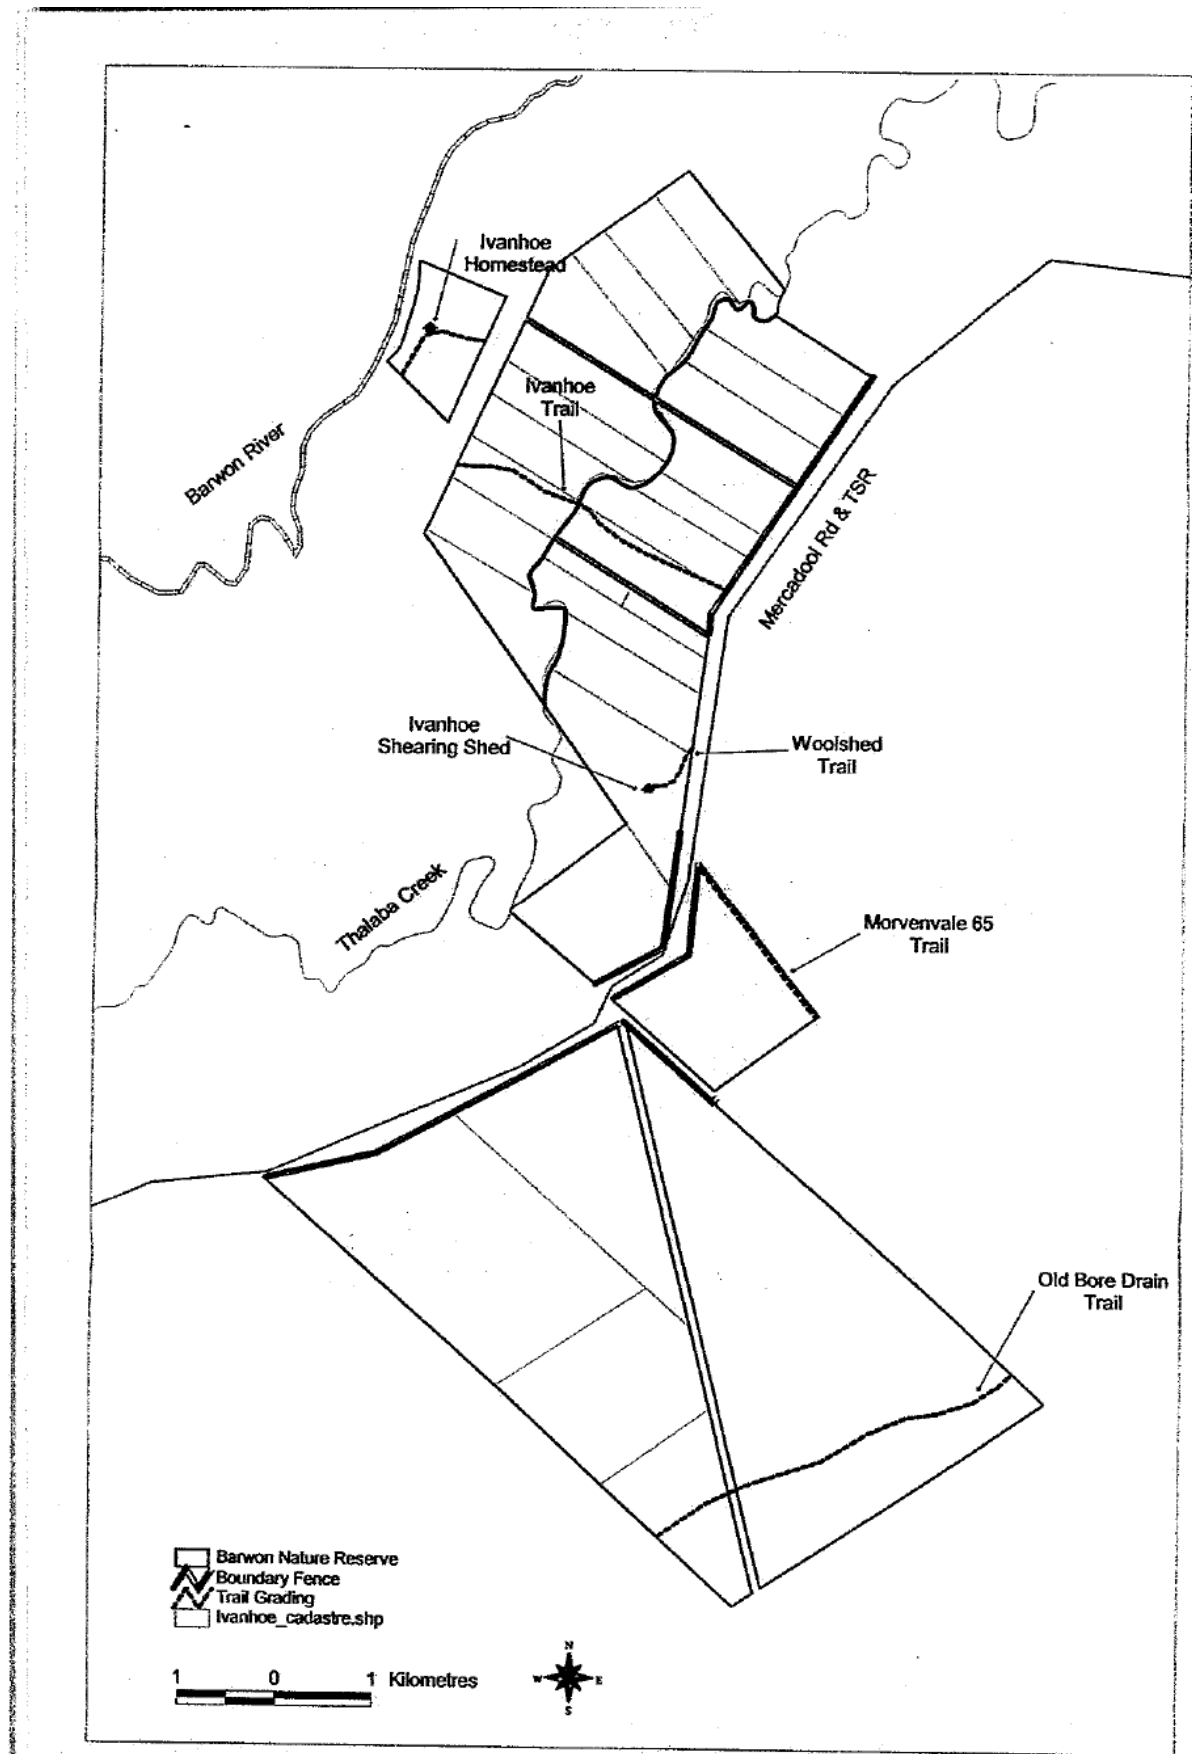 Ivanhoe
Homestead
Ivanhoe
Trail
Barwon River
Mercadool Rd & TSR
Ivanhoe
Shearing Shed
Woolshed
Trail
Thalaba Creek
Morvenvale 65
Trail
Old Bore Drain
Trail
Barwon Nature Reserve
Boundary Fence
Trail Grading
Ivanhoe_cadastre.shp
1 0 1 Kilometres
N
W E
S